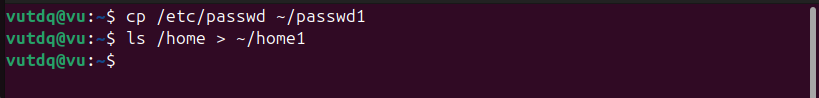 vutdq@vu:~$ cp /etc/passwd ~/passwd1
vutdq@vu:~$ ls /home > ~/home1
vutdq@vu:~$